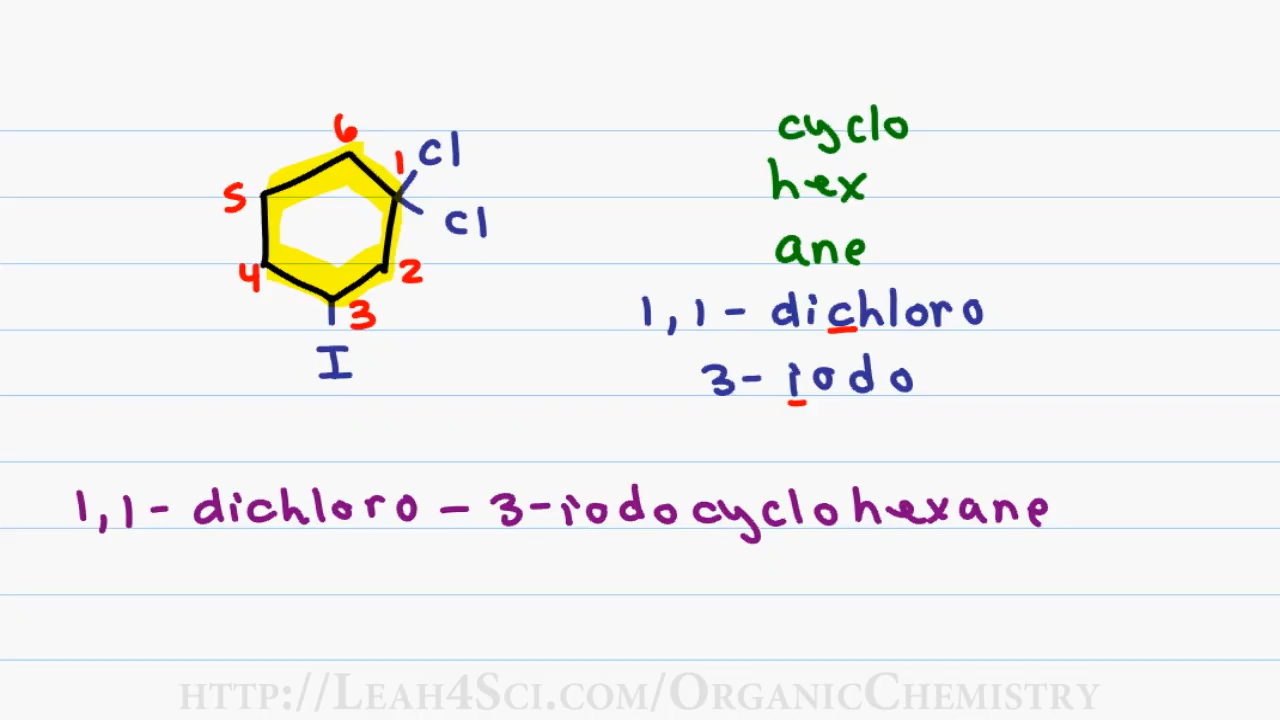 6
1 Cl
5
Cl
4
2
3
I
cyclo
hex
ane
1,1- dichloro
3- iodo
1,1- dichloro - 3-iodocyclohexane
http://Leah4Sci.com/OrganicChemistry